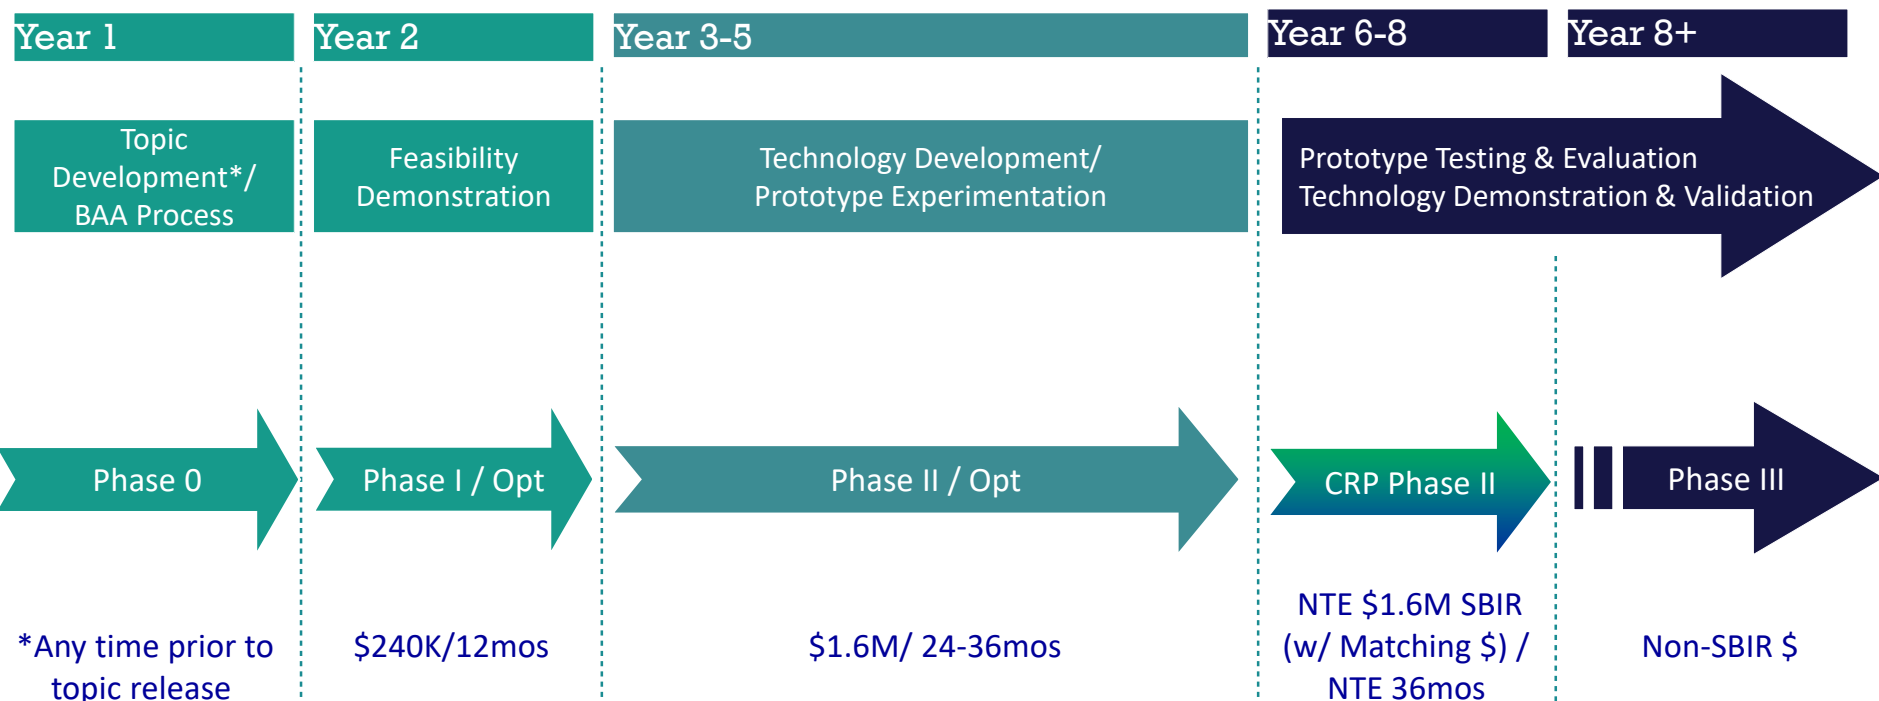 Year 1
Year 2
Year 3-5
Year 6-8
Year 8+
Topic
Development*/
BAA Process
Feasibility
Demonstration
Technology Development/
Prototype Experimentation
Prototype Testing & Evaluation
Technology Demonstration & Validation
Phase 0
Phase I / Opt
Phase II / Opt
CRP Phase II
Phase III
*Any time prior to
topic release
$240K/12mos
$1.6M/ 24-36mos
NTE $1.6M SBIR
(w/ Matching $) /
NTE 36mos
Non-SBIR $